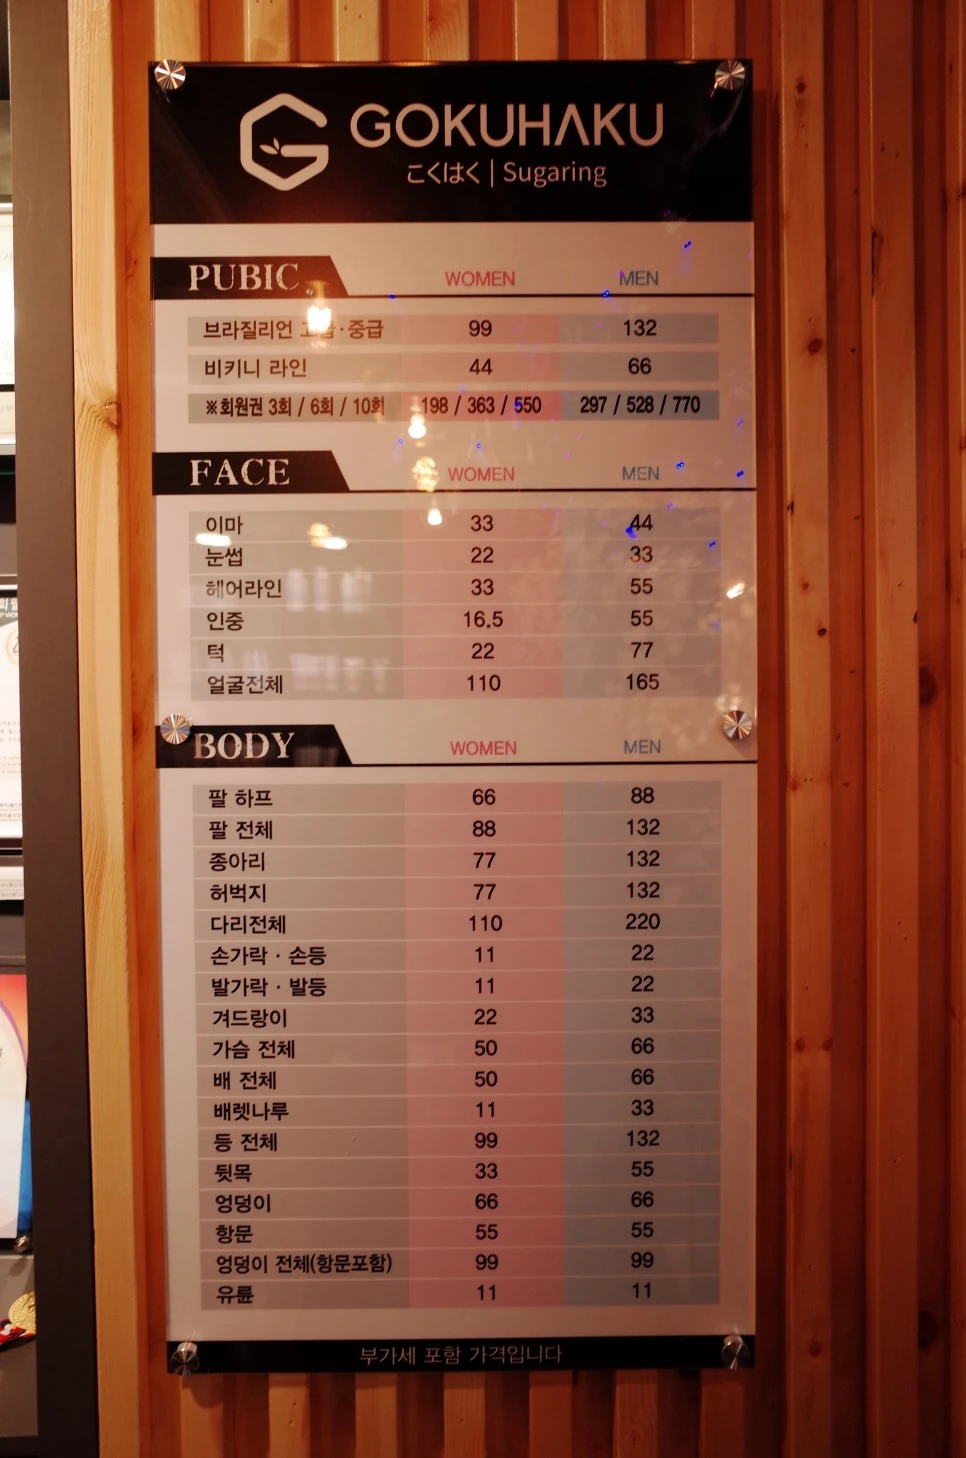 GOKUHAKU
こくはく | Sugaring
PUBIC WOMEN MEN
브라질리언 고급·중급 99 132
비키니 라인 44 66
※회원권 3회 / 6회 / 10회 198 / 363 / 550 297 / 528 / 770
FACE WOMEN MEN
이마 33 44
눈썹 22 33
헤어라인 33 55
인중 16.5 55
턱 22 77
얼굴전체 110 165
BODY WOMEN MEN
팔 하프 66 88
팔 전체 88 132
종아리 77 132
허벅지 77 132
다리전체 110 220
손가락 · 손등 11 22
발가락 · 발등 11 22
겨드랑이 22 33
가슴 전체 50 66
배 전체 50 66
배렛나루 11 33
등 전체 99 132
뒷목 33 55
엉덩이 66 66
항문 55 55
엉덩이 전체(항문포함) 99 99
유륜 11 11
부가세 포함 가격입니다